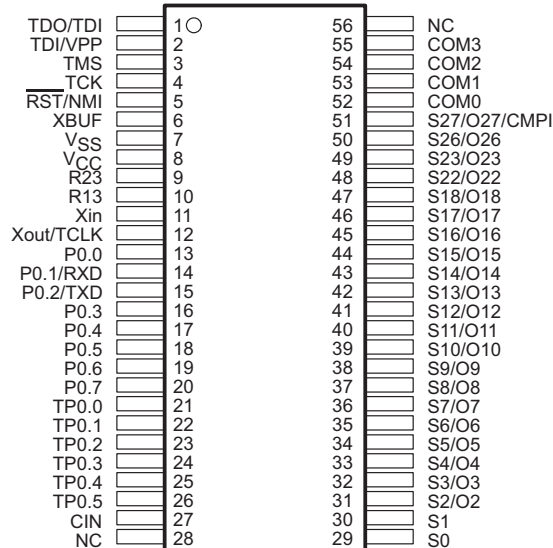 TDO/TDI 1 56 NC
TDI/VPP 2 55 COM3
TMS 3 54 COM2
TCK 4 53 COM1
RST/NMI 5 52 COM0
XBUF 6 51 S27/O27/CMPI
VSS 7 50 S26/O26
VCC 8 49 S23/O23
R23 9 48 S22/O22
R13 10 47 S18/O18
Xin 11 46 S17/O17
Xout/TCLK 12 45 S16/O16
P0.0 13 44 S15/O15
P0.1/RXD 14 43 S14/O14
P0.2/TXD 15 42 S13/O13
P0.3 16 41 S12/O12
P0.4 17 40 S11/O11
P0.5 18 39 S10/O10
P0.6 19 38 S9/O9
P0.7 20 37 S8/O8
TP0.0 21 36 S7/O7
TP0.1 22 35 S6/O6
TP0.2 23 34 S5/O5
TP0.3 24 33 S4/O4
TP0.4 25 32 S3/O3
TP0.5 26 31 S2/O2
CIN 27 30 S1
NC 28 29 S0